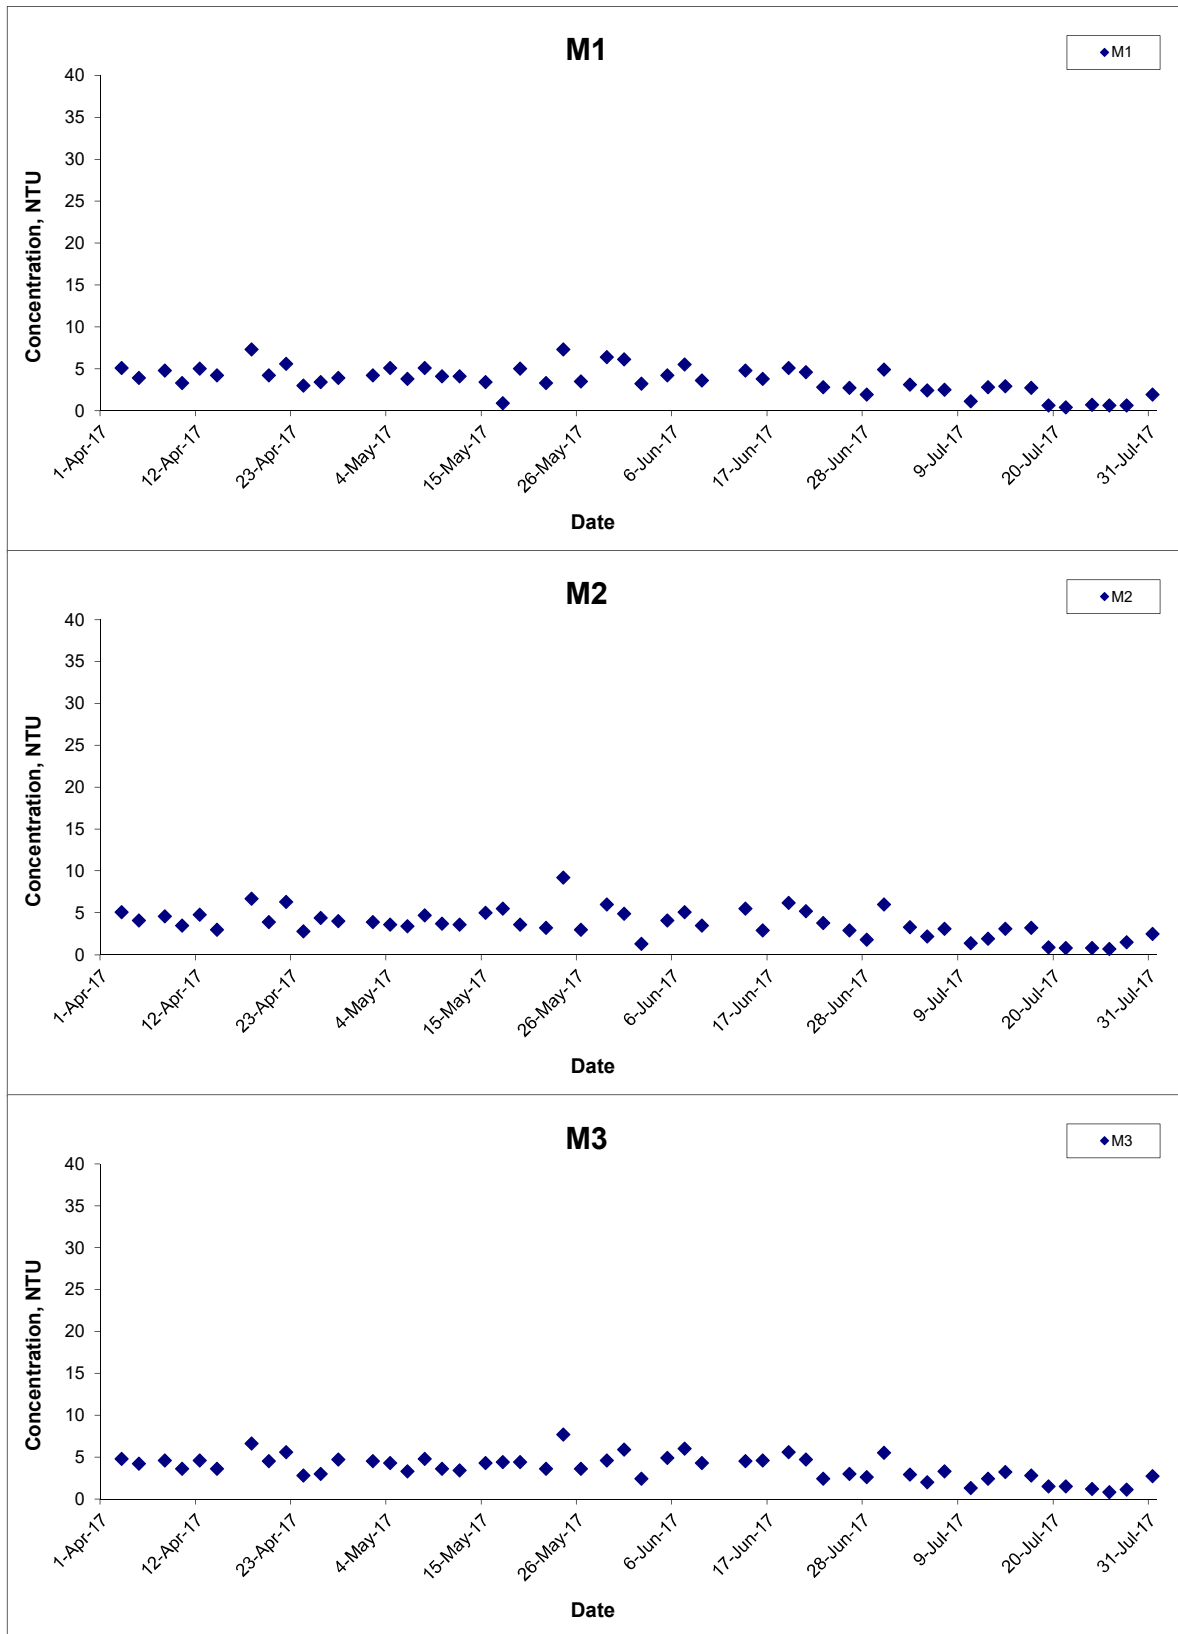 M1
M1
40
35
30
25
20
15
10
5
0
Concentration, NTU
1-Apr-17
12-Apr-17
23-Apr-17
4-May-17
15-May-17
26-May-17
6-Jun-17
17-Jun-17
28-Jun-17
9-Jul-17
20-Jul-17
31-Jul-17
Date
M2
M2
40
35
30
25
20
15
10
5
0
Concentration, NTU
1-Apr-17
12-Apr-17
23-Apr-17
4-May-17
15-May-17
26-May-17
6-Jun-17
17-Jun-17
28-Jun-17
9-Jul-17
20-Jul-17
31-Jul-17
Date
M3
M3
40
35
30
25
20
15
10
5
0
Concentration, NTU
1-Apr-17
12-Apr-17
23-Apr-17
4-May-17
15-May-17
26-May-17
6-Jun-17
17-Jun-17
28-Jun-17
9-Jul-17
20-Jul-17
31-Jul-17
Date